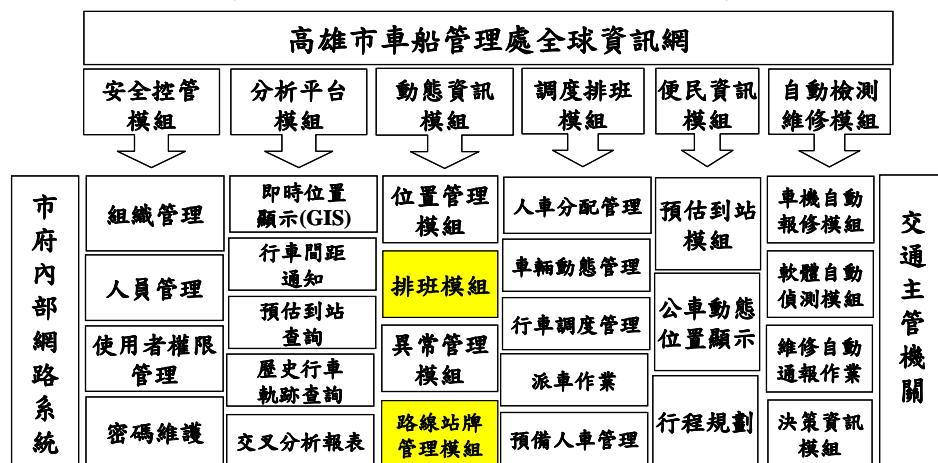 高雄市車船管理處全球資訊網
安全控管
模組
分析平台
模組
動態資訊
模組
調度排班
模組
便民資訊
模組
自動檢測
維修模組
市
府
內
部
網
路
系
統
組織管理
人員管理
使用者權限
管理
密碼維護
即時位置
顯示(GIS)
行車間距
通知
預估到站
查詢
歷史行車
軌跡查詢
交叉分析報表
位置管理
模組
排班模組
異常管理
模組
路線站牌
管理模組
人車分配管理
車輛動態管理
行車調度管理
派車作業
預備人車管理
預估到站
模組
公車動態
位置顯示
行程規劃
車機自動
報修模組
軟體自動
偵測模組
維修自動
通報作業
決策資訊
模組
交
通
主
管
機
關